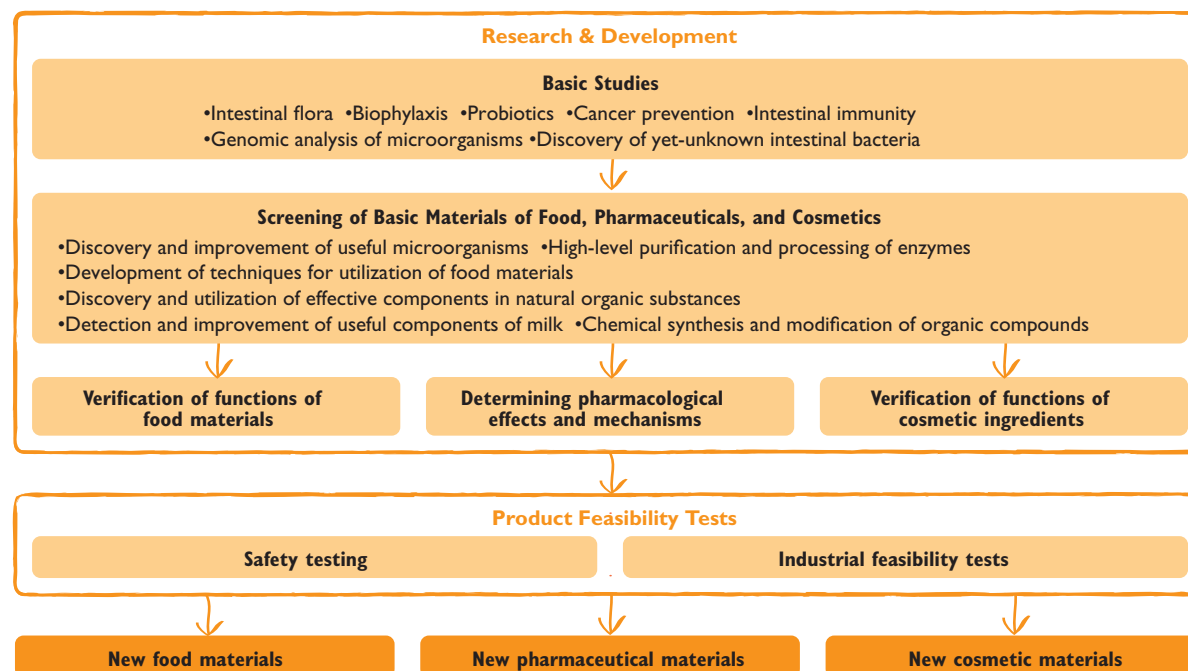 Research & Development
Basic Studies
•Intestinal flora •Biophylaxis •Probiotics •Cancer prevention •Intestinal immunity
•Genomic analysis of microorganisms •Discovery of yet-unknown intestinal bacteria
Screening of Basic Materials of Food, Pharmaceuticals, and Cosmetics
•Discovery and improvement of useful microorganisms •High-level purification and processing of enzymes
•Development of techniques for utilization of food materials
•Discovery and utilization of effective components in natural organic substances
•Detection and improvement of useful components of milk •Chemical synthesis and modification of organic compounds
Verification of functions of
food materials
Determining pharmacological
effects and mechanisms
Verification of functions of
cosmetic ingredients
Product Feasibility Tests
Safety testing
Industrial feasibility tests
New food materials
New pharmaceutical materials
New cosmetic materials